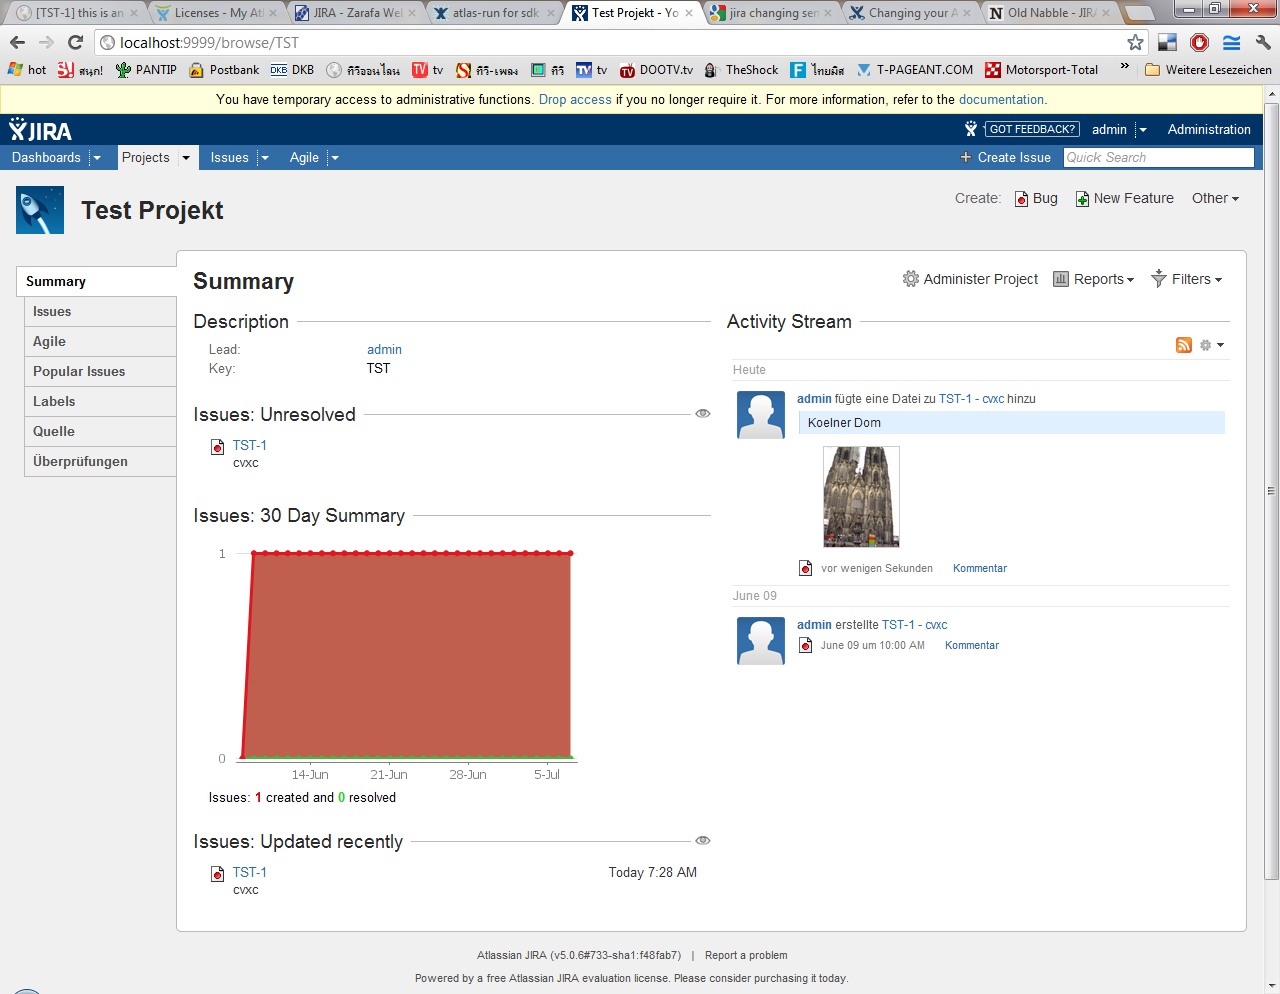 [TST-1] this is an
Licenses - My At
JIRA - Zarafa Wel
atlas-run for sdk
Test Projekt - Yo
jira changing sen
Changing your A
Old Nabble - JIRA
localhost:9999/browse/TST
hot สนุก! PANTIP Postbank DKB DKB ทีวีออนไลน TV tv ทีวี-เพลง ทีวี TV tv DOOTV.tv TheShock ไทยมิส T-PAGEANT.COM Motorsport-Total » Weitere Lesezeichen
You have temporary access to administrative functions. Drop access if you no longer require it. For more information, refer to the documentation.
JIRA GOT FEEDBACK? admin Administration
Dashboards Projects Issues Agile + Create Issue Quick Search
Test Projekt
Create: Bug New Feature Other
Summary
Issues
Agile
Popular Issues
Labels
Quelle
Überprüfungen
Summary
Administer Project Reports Filters
Description
Lead: admin
Key: TST
Issues: Unresolved
TST-1
cvxc
Issues: 30 Day Summary
1
0
14-Jun 21-Jun 28-Jun 5-Jul
Issues: 1 created and 0 resolved
Issues: Updated recently
TST-1 Today 7:28 AM
cvxc
Activity Stream
Heute
admin fügte eine Datei zu TST-1 - cvxc hinzu
Koelner Dom
vor wenigen Sekunden Kommentar
June 09
admin erstellte TST-1 - cvxc
June 09 um 10:00 AM Kommentar
Atlassian JIRA (v5.0.6#733-sha1:f48fab7) | Report a problem
Powered by a free Atlassian JIRA evaluation license. Please consider purchasing it today.